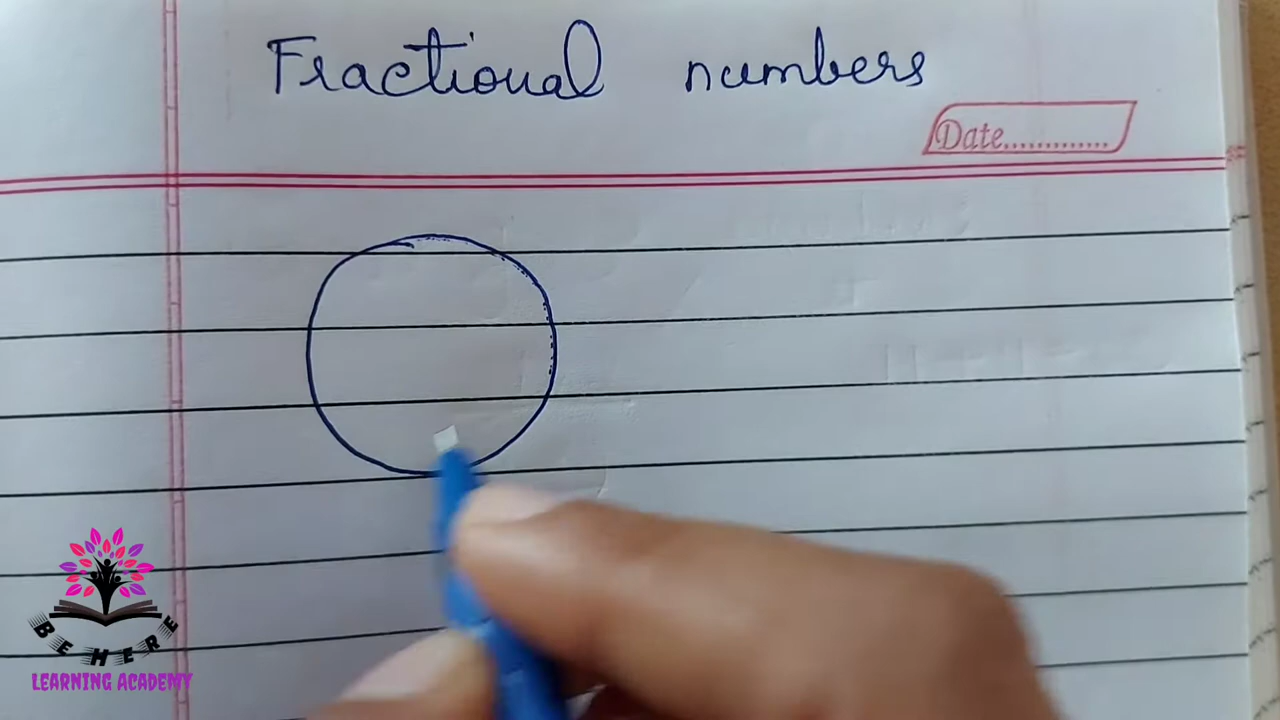 Fractional numbers
Date.............
BEHERE
LEARNING ACADEMY